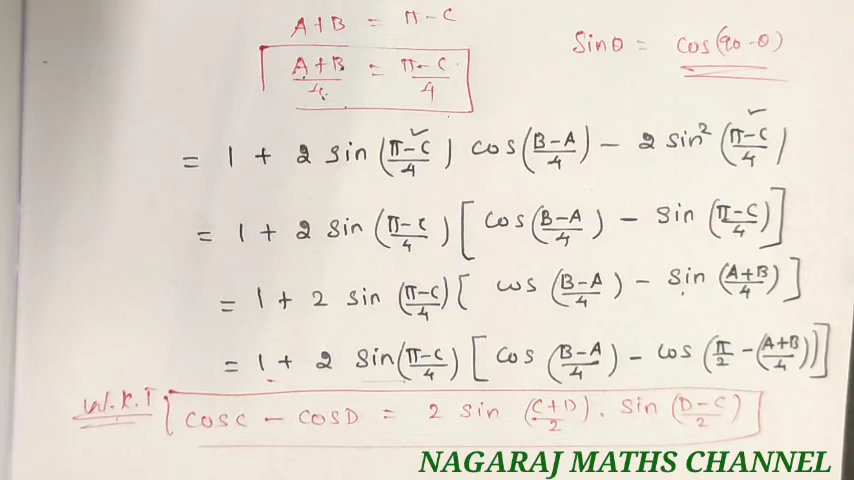 A+B = π-C
Sinθ = cos(90-θ)
A+B/4 = π-C/4
= 1 + 2 sin(π-C/4) cos(B-A/4) - 2 sin²(π-C/4)
= 1 + 2 sin(π-C/4)[cos(B-A/4) - sin(π-C/4)]
= 1 + 2 sin(π-C/4)[cos(B-A/4) - sin(A+B/4)]
= 1 + 2 sin(π-C/4)[cos(B-A/4) - cos(π/2-(A+B/4))]
W.K.T cosC - cosD = 2 sin(C+D/2). sin(D-C/2)
NAGARAJ MATHS CHANNEL